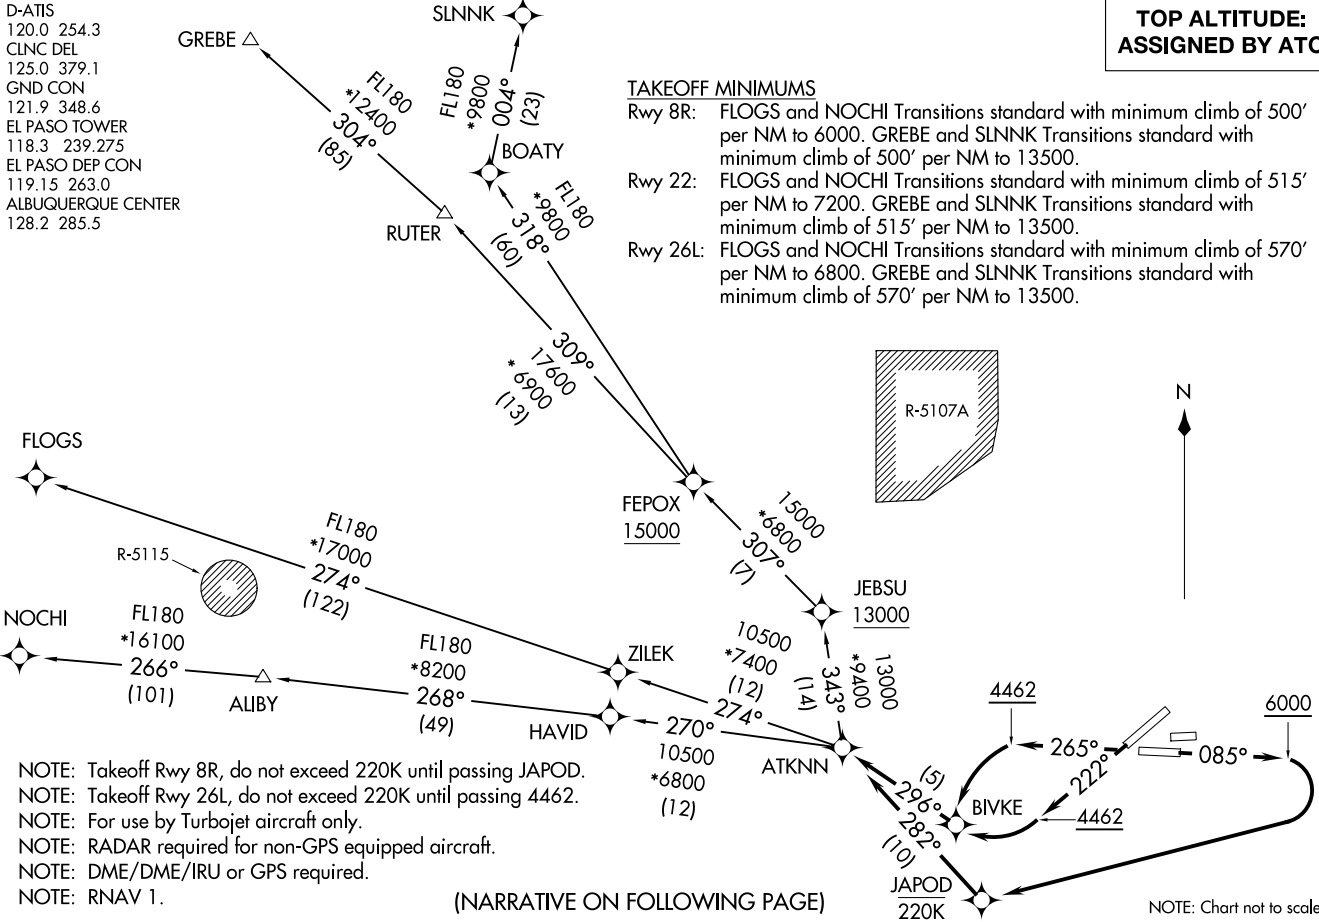 D-ATIS
120.0 254.3
CLNC DEL
125.0 379.1
GND CON
121.9 348.6
EL PASO TOWER
118.3 239.275
EL PASO DEP CON
119.15 263.0
ALBUQUERQUE CENTER
128.2 285.5
TOP ALTITUDE:
ASSIGNED BY ATC
TAKEOFF MINIMUMS
Rwy 8R: FLOGS and NOCHI Transitions standard with minimum climb of 500'
per NM to 6000. GREBE and SLNNK Transitions standard with
minimum climb of 500' per NM to 13500.
Rwy 22: FLOGS and NOCHI Transitions standard with minimum climb of 515'
per NM to 7200. GREBE and SLNNK Transitions standard with
minimum climb of 515' per NM to 13500.
Rwy 26L: FLOGS and NOCHI Transitions standard with minimum climb of 570'
per NM to 6800. GREBE and SLNNK Transitions standard with
minimum climb of 570' per NM to 13500.
SLNNK
GREBE
FL180
*12400
304°
(85)
FL180
*9800
004°
(23)
BOATY
FL180
*9800
318°
(60)
RUTER
309°
17600
*6900
(13)
R-5107A
N
FLOGS
FEPOX
15000
15000
*6800
307°
(7)
FL180
*17000
274°
(122)
R-5115
JEBSU
13000
NOCHI
FL180
*16100
266°
(101)
ALIBY
FL180
*8200
268°
(49)
ZILEK
HAVID
10500
*7400
(12)
274°
13000
*9400
343°
(14)
270°
10500
*6800
(12)
ATKNN
4462
6000
265°
085°
222°
4462
BIVKE
(5)
296°
282°
(10)
JAPOD
220K
NOTE: Takeoff Rwy 8R, do not exceed 220K until passing JAPOD.
NOTE: Takeoff Rwy 26L, do not exceed 220K until passing 4462.
NOTE: For use by Turbojet aircraft only.
NOTE: RADAR required for non-GPS equipped aircraft.
NOTE: DME/DME/IRU or GPS required.
NOTE: RNAV 1.
(NARRATIVE ON FOLLOWING PAGE)
NOTE: Chart not to scale